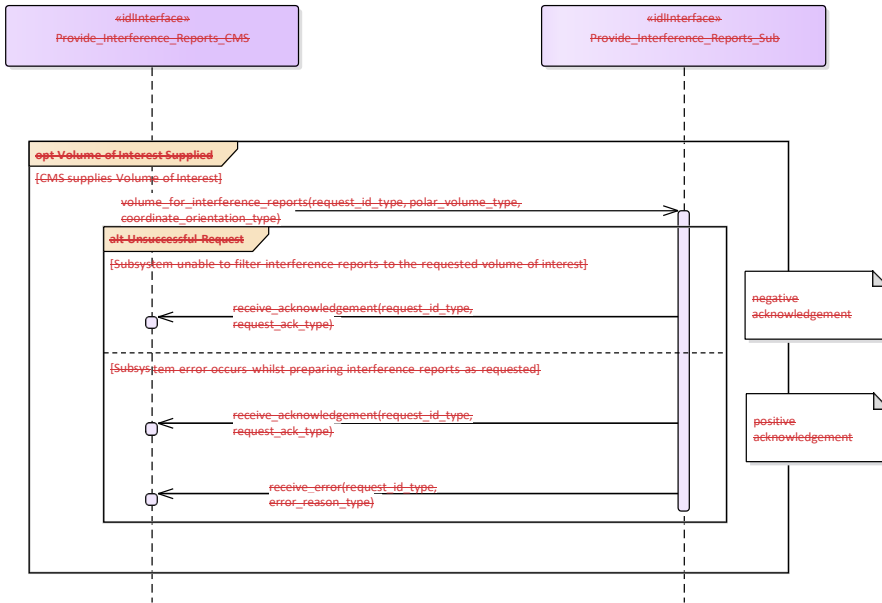 «idlInterface»
Provide_Interference_Reports_CMS
«idlInterface»
Provide_Interference_Reports_Sub
opt Volume of Interest Supplied
[CMS supplies Volume of Interest]
volume_for_interference_reports(request_id_type, polar_volume_type,
coordinate_orientation_type)
alt Unsuccessful Request
[Subsystem unable to filter interference reports to the requested volume of interest]
receive_acknowledgement(request_id_type,
request_ack_type)
negative
acknowledgement
[Subsystem error occurs whilst preparing interference reports as requested]
receive_acknowledgement(request_id_type,
request_ack_type)
positive
acknowledgement
receive_error(request_id_type,
error_reason_type)